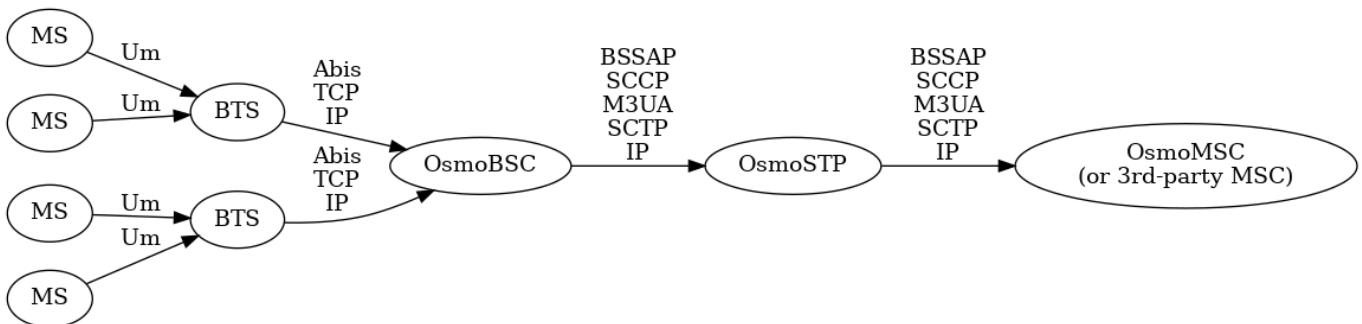 MS
Um
MS
Um
BTS
Abis
TCP
IP
MS
Um
MS
Um
BTS
Abis
TCP
IP
OsmoBSC
BSSAP
SCCP
M3UA
SCTP
IP
OsmoSTP
BSSAP
SCCP
M3UA
SCTP
IP
OsmoMSC
(or 3rd-party MSC)